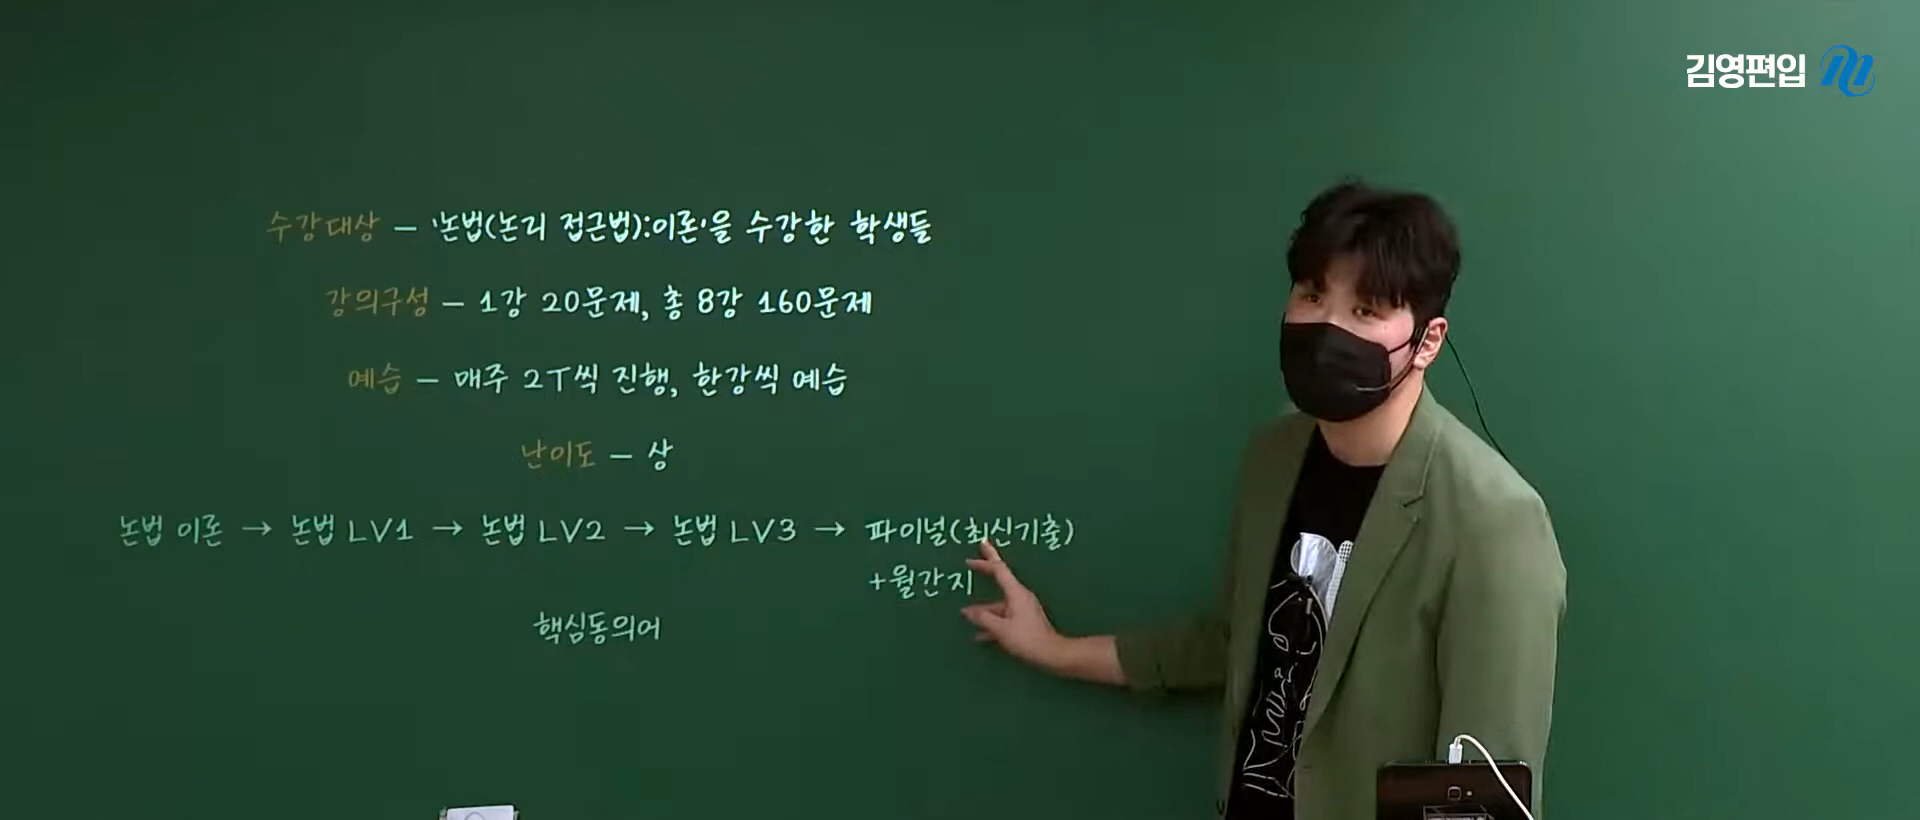 김영편입
수강대상 – '논법(논리 접근법):이론'을 수강한 학생들
강의구성 – 1강 20문제, 총 8강 160문제
예습 – 매주 2T씩 진행, 한강씩 예습
난이도 – 상
논법 이론 → 논법 LV1 → 논법 LV2 → 논법 LV3 → 파이널(최신기출)
+월간지
핵심동의어